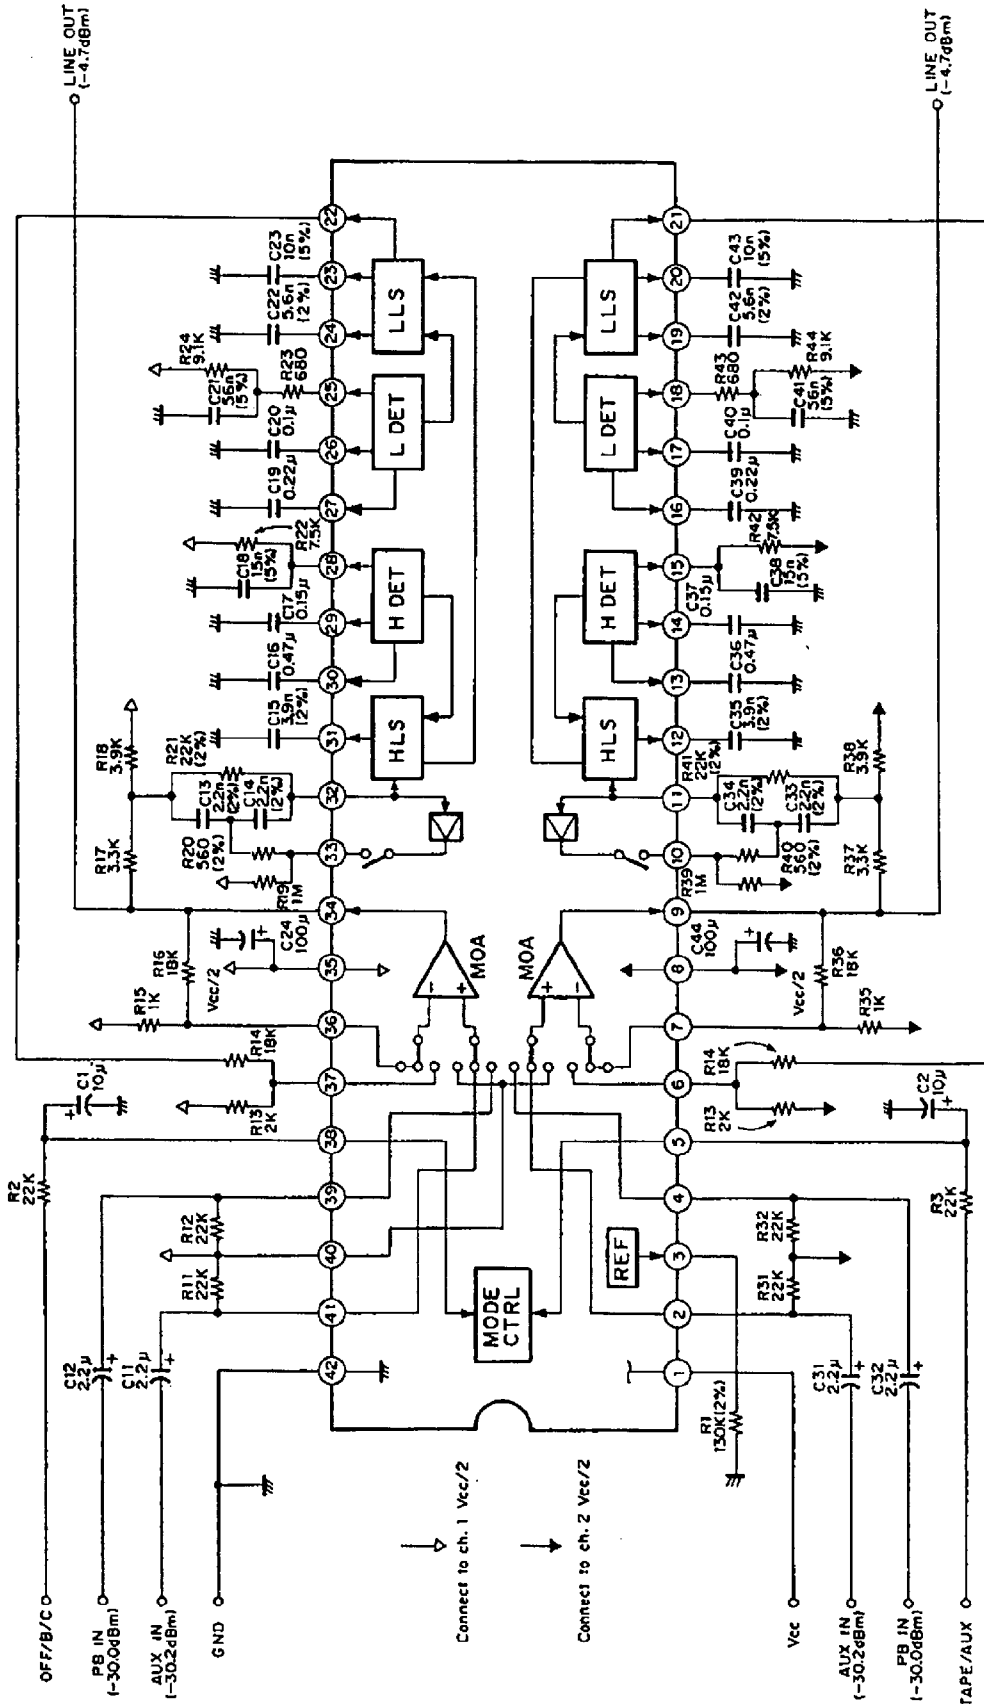 OFF/B/C
PB IN
(-30.0dBm)
AUX IN
(-30.2dBm)
GND
R2
22K
C12
2.2μ
+
C11
2.2μ
+
R11
22K
R12
22K
C1
10μ
+
R13
2K
R14
18K
R15
1K
R16
18K
Vcc/2
C24
100μ
+
R17
3.3K
R18
3.9K
R19
1M
R20
560
(2%)
C13
2.2n
(2%)
C14
2.2n
(2%)
R21
22K
(2%)
C15
3.9n
(2%)
C16
0.47μ
C17
0.15μ
C18
15n
(5%)
R22
7.5K
C19
0.22μ
C20
0.1μ
C21
56n
(5%)
R23
680
R24
9.1K
C22
5.6n
(2%)
C23
10n
(5%)
LINE OUT
(-4.7dBm)
42 41 40 39 38 37 36 35 34 33 32 31 30 29 28 27 26 25 24 23 22
MODE
CTRL
REF
MOA
- +
HLS
H DET
L DET
LLS
MOA
+ -
HLS
H DET
L DET
LLS
1 2 3 4 5 6 7 8 9 10 11 12 13 14 15 16 17 18 19 20 21
Connect to ch. 1 Vcc/2
Connect to ch. 2 Vcc/2
R1
130K(2%)
R31
22K
R32
22K
C31
2.2μ
+
C32
2.2μ
+
R3
22K
C2
10μ
+
R13
2K
R14
18K
R35
1K
R36
18K
Vcc/2
C44
100μ
+
R37
3.3K
R38
3.9K
R39
1M
R40
560
(2%)
C33
2.2n
(2%)
C34
2.2n
(2%)
R41
22K
(2%)
C35
3.9n
(2%)
C36
0.47μ
C37
0.15μ
C38
15n
(5%)
R42
7.5K
C39
0.22μ
C40
0.1μ
C41
56n
(5%)
R43
680
R44
9.1K
C42
5.6n
(2%)
C43
10n
(5%)
Vcc
AUX IN
(-30.2dBm)
PB IN
(-30.0dBm)
TAPE/AUX
LINE OUT
(-4.7dBm)